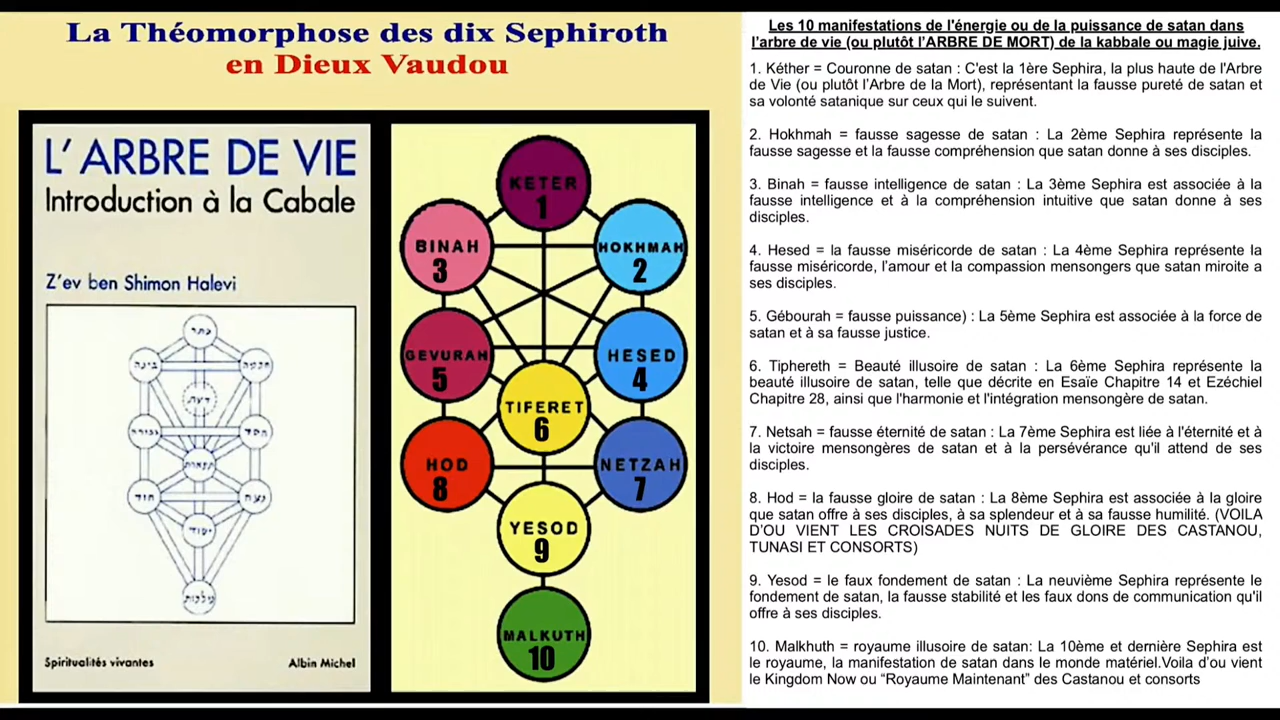 La Théomorphose des dix Sephiroth
en Dieux Vaudou
L'ARBRE DE VIE
Introduction à la Cabale
Z'ev ben Shimon Halevi
כתר
בינה
חכמה
דעת
גבורה
חסד
תפארת
הוד
נצח
יסוד
מלכות
Spiritualités vivantes
Albin Michel
KETER
1
BINAH
3
HOKHMAH
2
GEVURAH
5
HESED
4
TIFERET
6
HOD
8
NETZAH
7
YESOD
9
MALKUTH
10
Les 10 manifestations de l'énergie ou de la puissance de satan dans
l'arbre de vie (ou plutôt l'ARBRE DE MORT) de la kabbale ou magie juive.
1. Kéther = Couronne de satan : C'est la 1ère Sephira, la plus haute de l'Arbre
de Vie (ou plutôt l'Arbre de la Mort), représentant la fausse pureté de satan et
sa volonté satanique sur ceux qui le suivent.
2. Hokhmah = fausse sagesse de satan : La 2ème Sephira représente la
fausse sagesse et la fausse compréhension que satan donne à ses disciples.
3. Binah = fausse intelligence de satan : La 3ème Sephira est associée à la
fausse intelligence et à la compréhension intuitive que satan donne à ses
disciples.
4. Hesed = la fausse miséricorde de satan : La 4ème Sephira représente la
fausse miséricorde, l'amour et la compassion mensongers que satan miroite a
ses disciples.
5. Gébourah = fausse puissance) : La 5ème Sephira est associée à la force de
satan et à sa fausse justice.
6. Tiphereth = Beauté illusoire de satan : La 6ème Sephira représente la
beauté illusoire de satan, telle que décrite en Esaïe Chapitre 14 et Ezéchiel
Chapitre 28, ainsi que l'harmonie et l'intégration mensongère de satan.
7. Netsah = fausse éternité de satan : La 7ème Sephira est liée à l'éternité et à
la victoire mensongères de satan et à la persévérance qu'il attend de ses
disciples.
8. Hod = la fausse gloire de satan : La 8ème Sephira est associée à la gloire
que satan offre à ses disciples, à sa splendeur et à sa fausse humilité. (VOILA
D'OU VIENT LES CROISADES NUITS DE GLOIRE DES CASTANOU,
TUNASI ET CONSORTS)
9. Yesod = le faux fondement de satan : La neuvième Sephira représente le
fondement de satan, la fausse stabilité et les faux dons de communication qu'il
offre à ses disciples.
10. Malkhuth = royaume illusoire de satan: La 10ème et dernière Sephira est
le royaume, la manifestation de satan dans le monde matériel.Voila d'ou vient
le Kingdom Now ou “Royaume Maintenant” des Castanou et consorts